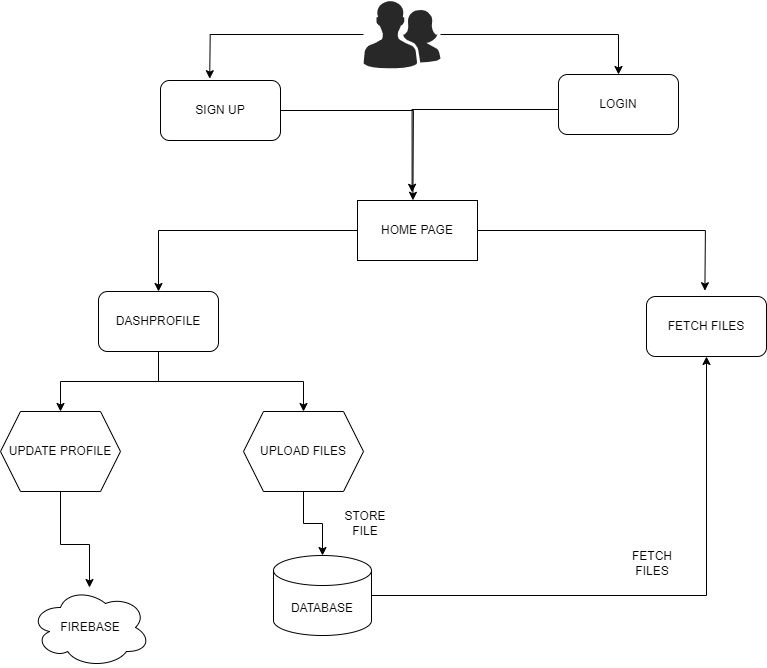 SIGN UP
LOGIN
HOME PAGE
DASHPROFILE
FETCH FILES
UPDATE PROFILE
UPLOAD FILES
STORE
FILE
FETCH
FILES
DATABASE
FIREBASE